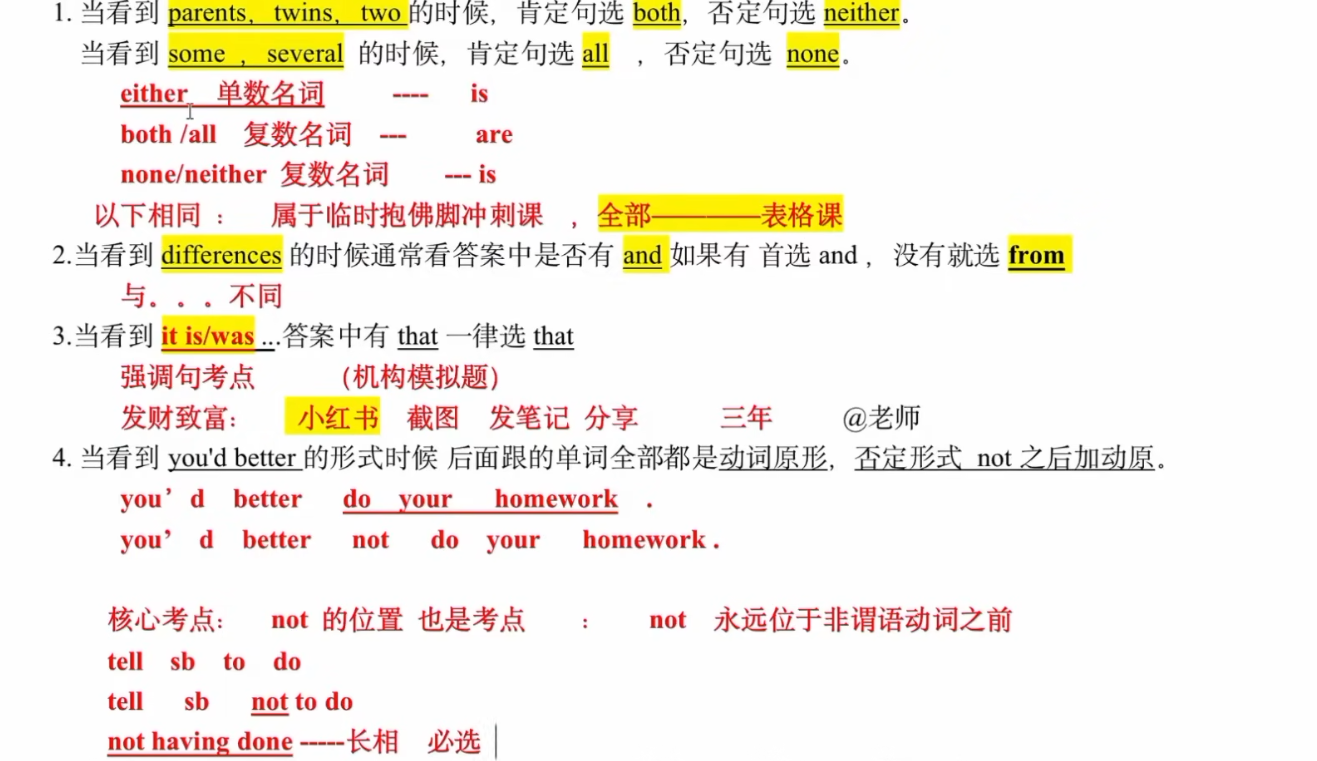 1. 当看到 parents，twins，two 的时候，肯定句选 both，否定句选 neither。
当看到 some ，several 的时候，肯定句选 all ，否定句选 none。
either 单数名词 ---- is
both /all 复数名词 --- are
none/neither 复数名词 --- is
以下相同： 属于临时抱佛脚冲刺课 ，全部————表格课
2.当看到 differences 的时候通常看答案中是否有 and 如果有 首选 and ，没有就选 from
与。。。不同
3.当看到 it is/was ...答案中有 that 一律选 that
强调句考点 （机构模拟题）
发财致富： 小红书 截图 发笔记 分享 三年 @老师
4. 当看到 you'd better 的形式时候 后面跟的单词全部都是动词原形，否定形式 not 之后加动原。
you’ d better do your homework .
you’ d better not do your homework .
核心考点： not 的位置 也是考点 ： not 永远位于非谓语动词之前
tell sb to do
tell sb not to do
not having done -----长相 必选